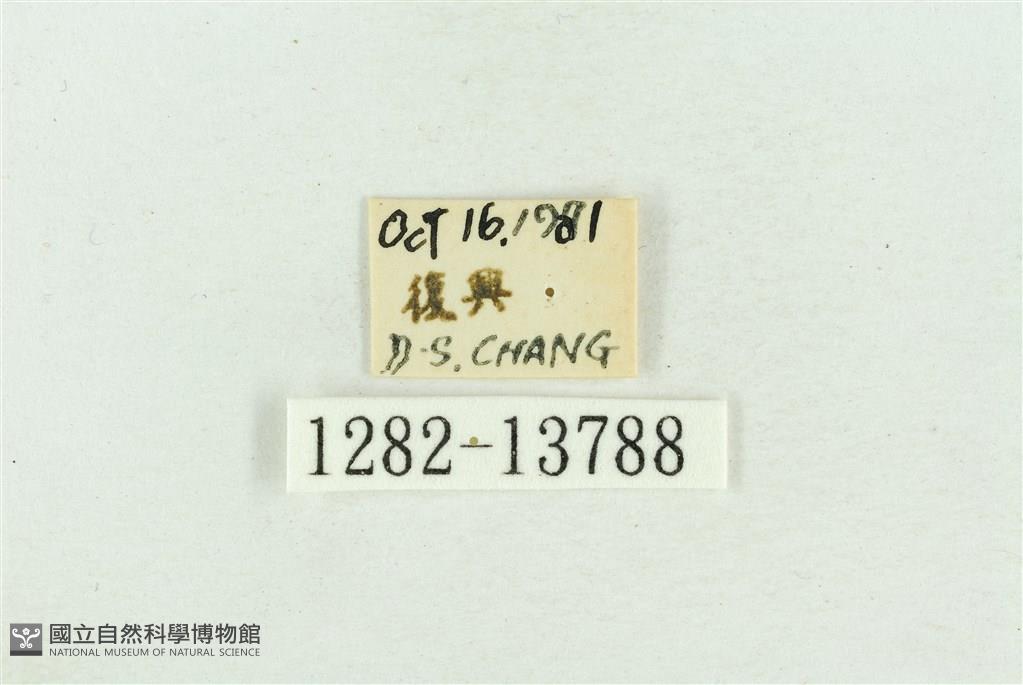 OcT 16.1981
復興
D.S. CHANG
1282-13788
國立自然科學博物館
NATIONAL MUSEUM OF NATURAL SCIENCE